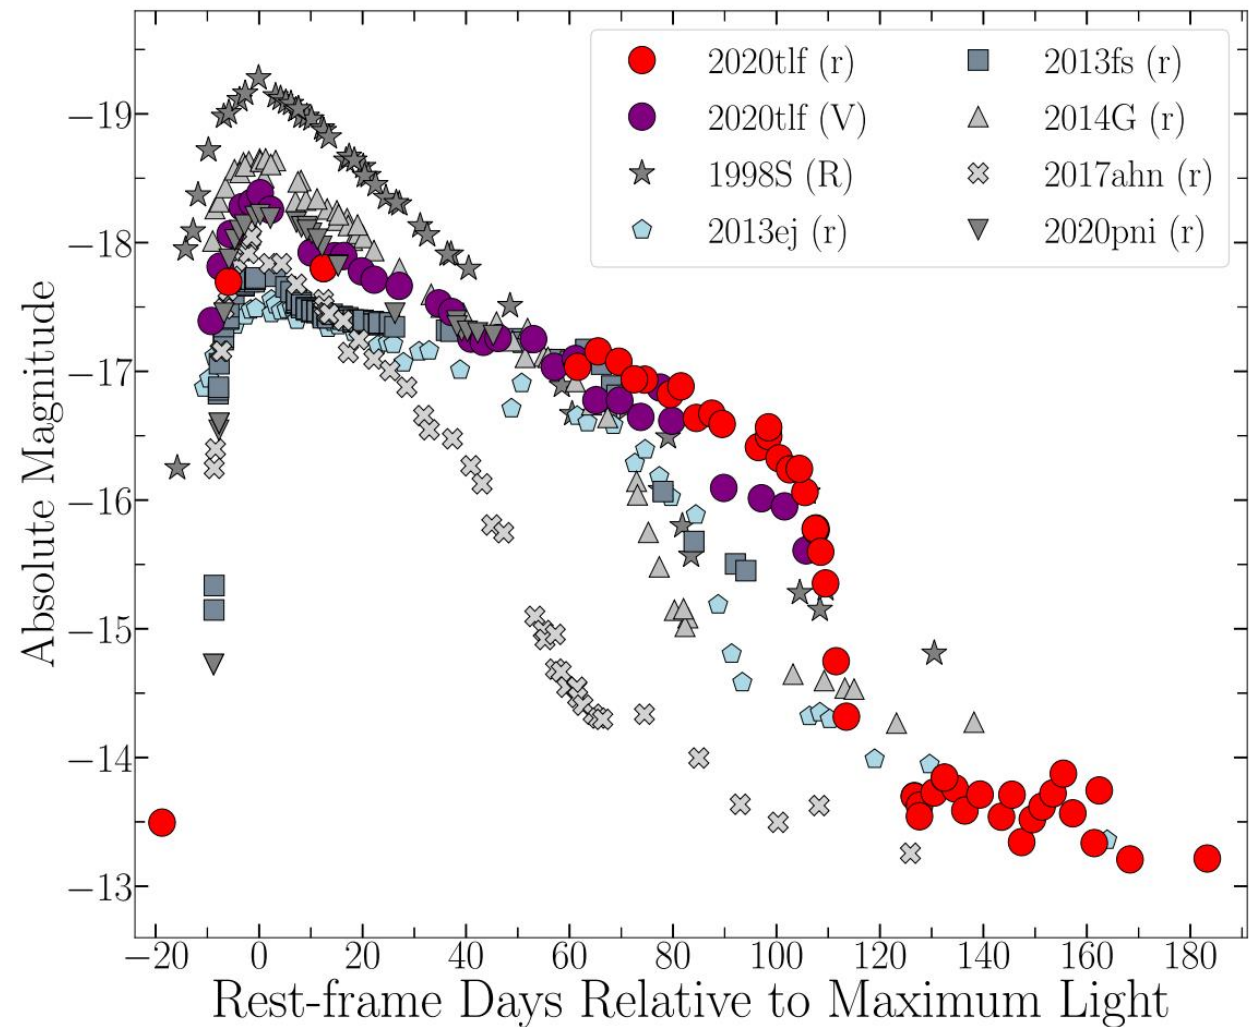 2020tlf (r)
2020tlf (V)
1998S (R)
2013ej (r)
2013fs (r)
2014G (r)
2017ahn (r)
2020pni (r)
Absolute Magnitude
−19
−18
−17
−16
−15
−14
−13
−20 0 20 40 60 80 100 120 140 160 180
Rest-frame Days Relative to Maximum Light